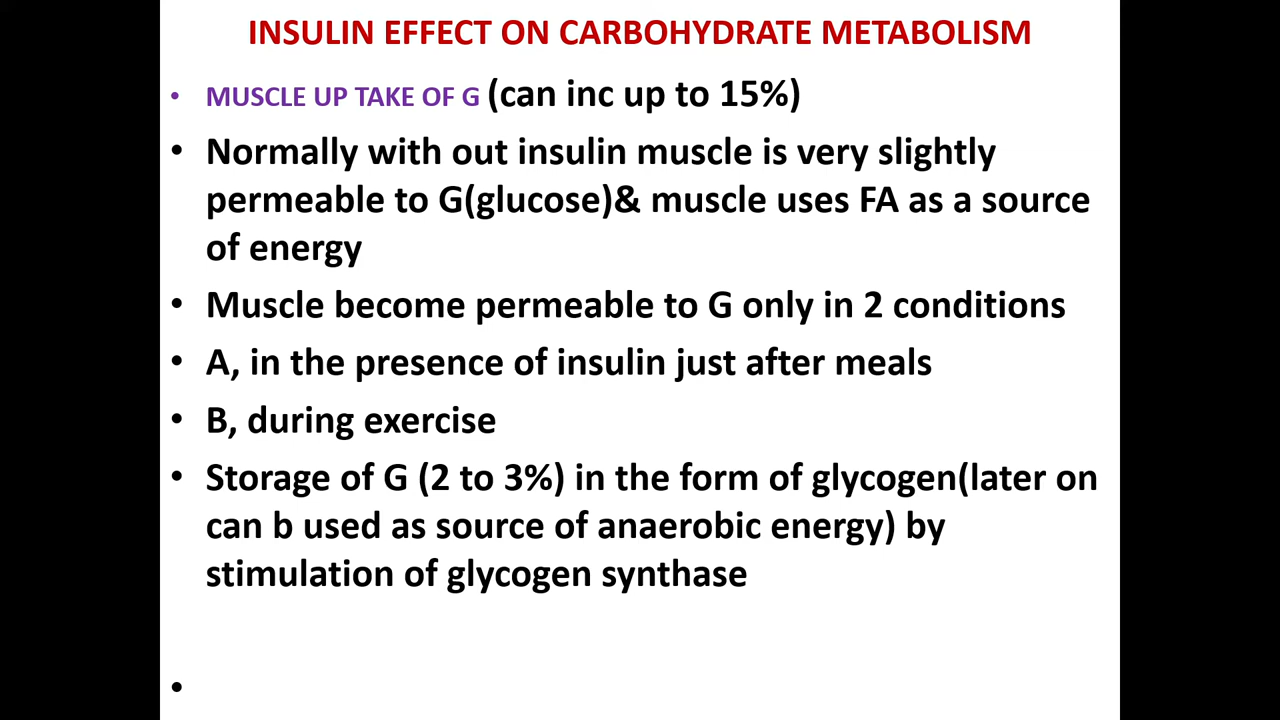 INSULIN EFFECT ON CARBOHYDRATE METABOLISM
• MUSCLE UP TAKE OF G (can inc up to 15%)
• Normally with out insulin muscle is very slightly
permeable to G(glucose)& muscle uses FA as a source
of energy
• Muscle become permeable to G only in 2 conditions
• A, in the presence of insulin just after meals
• B, during exercise
• Storage of G (2 to 3%) in the form of glycogen(later on
can b used as source of anaerobic energy) by
stimulation of glycogen synthase
•